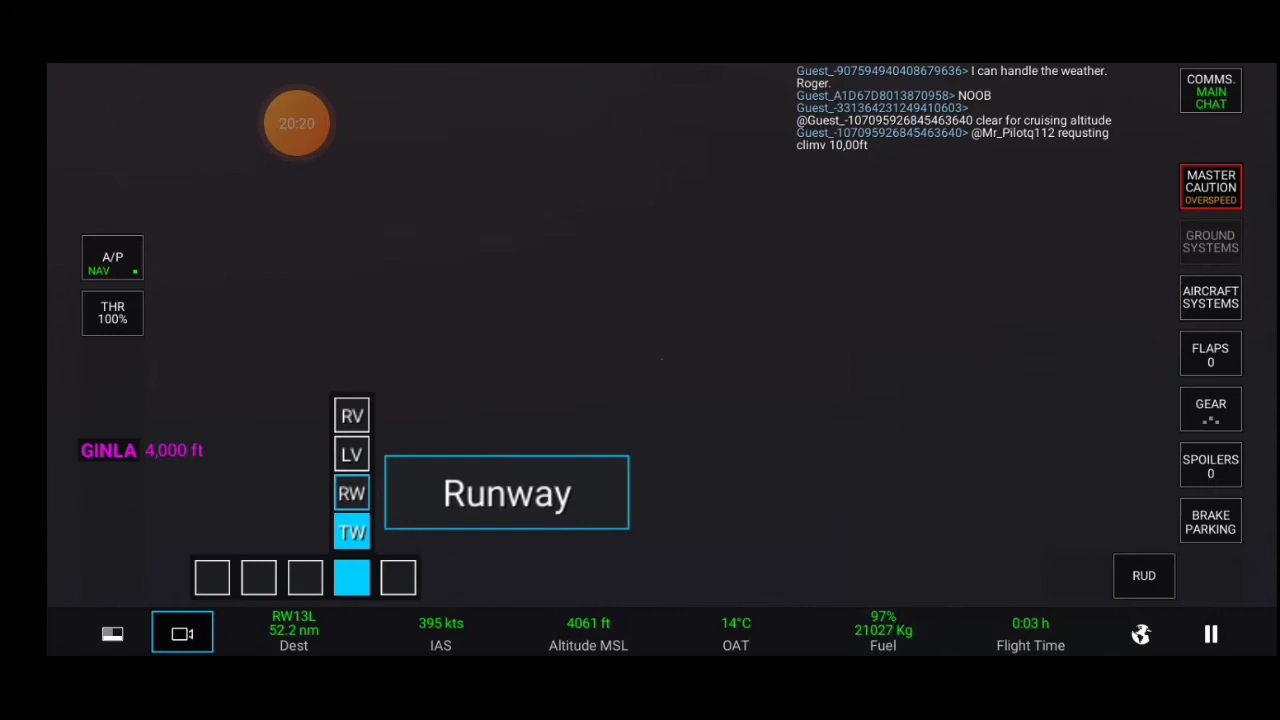 Guest_-907594940408679636> I can handle the weather.
Roger.
Guest_A1D67D8013870958> NOOB
Guest_-331364231249410603>
@Guest_-107095926845463640 clear for cruising altitude
Guest_-107095926845463640> @Mr_Pilotq112 requsting
climv 10,00ft
COMMS.
MAIN
CHAT
20:20
MASTER
CAUTION
OVERSPEED
GROUND
SYSTEMS
A/P
NAV
AIRCRAFT
SYSTEMS
THR
100%
FLAPS
0
GEAR
RV
GINLA 4,000 ft
LV
SPOILERS
0
RW
Runway
TW
BRAKE
PARKING
RUD
RW13L
52.2 nm
Dest
395 kts
IAS
4061 ft
Altitude MSL
14°C
OAT
97%
21027 Kg
Fuel
0:03 h
Flight Time